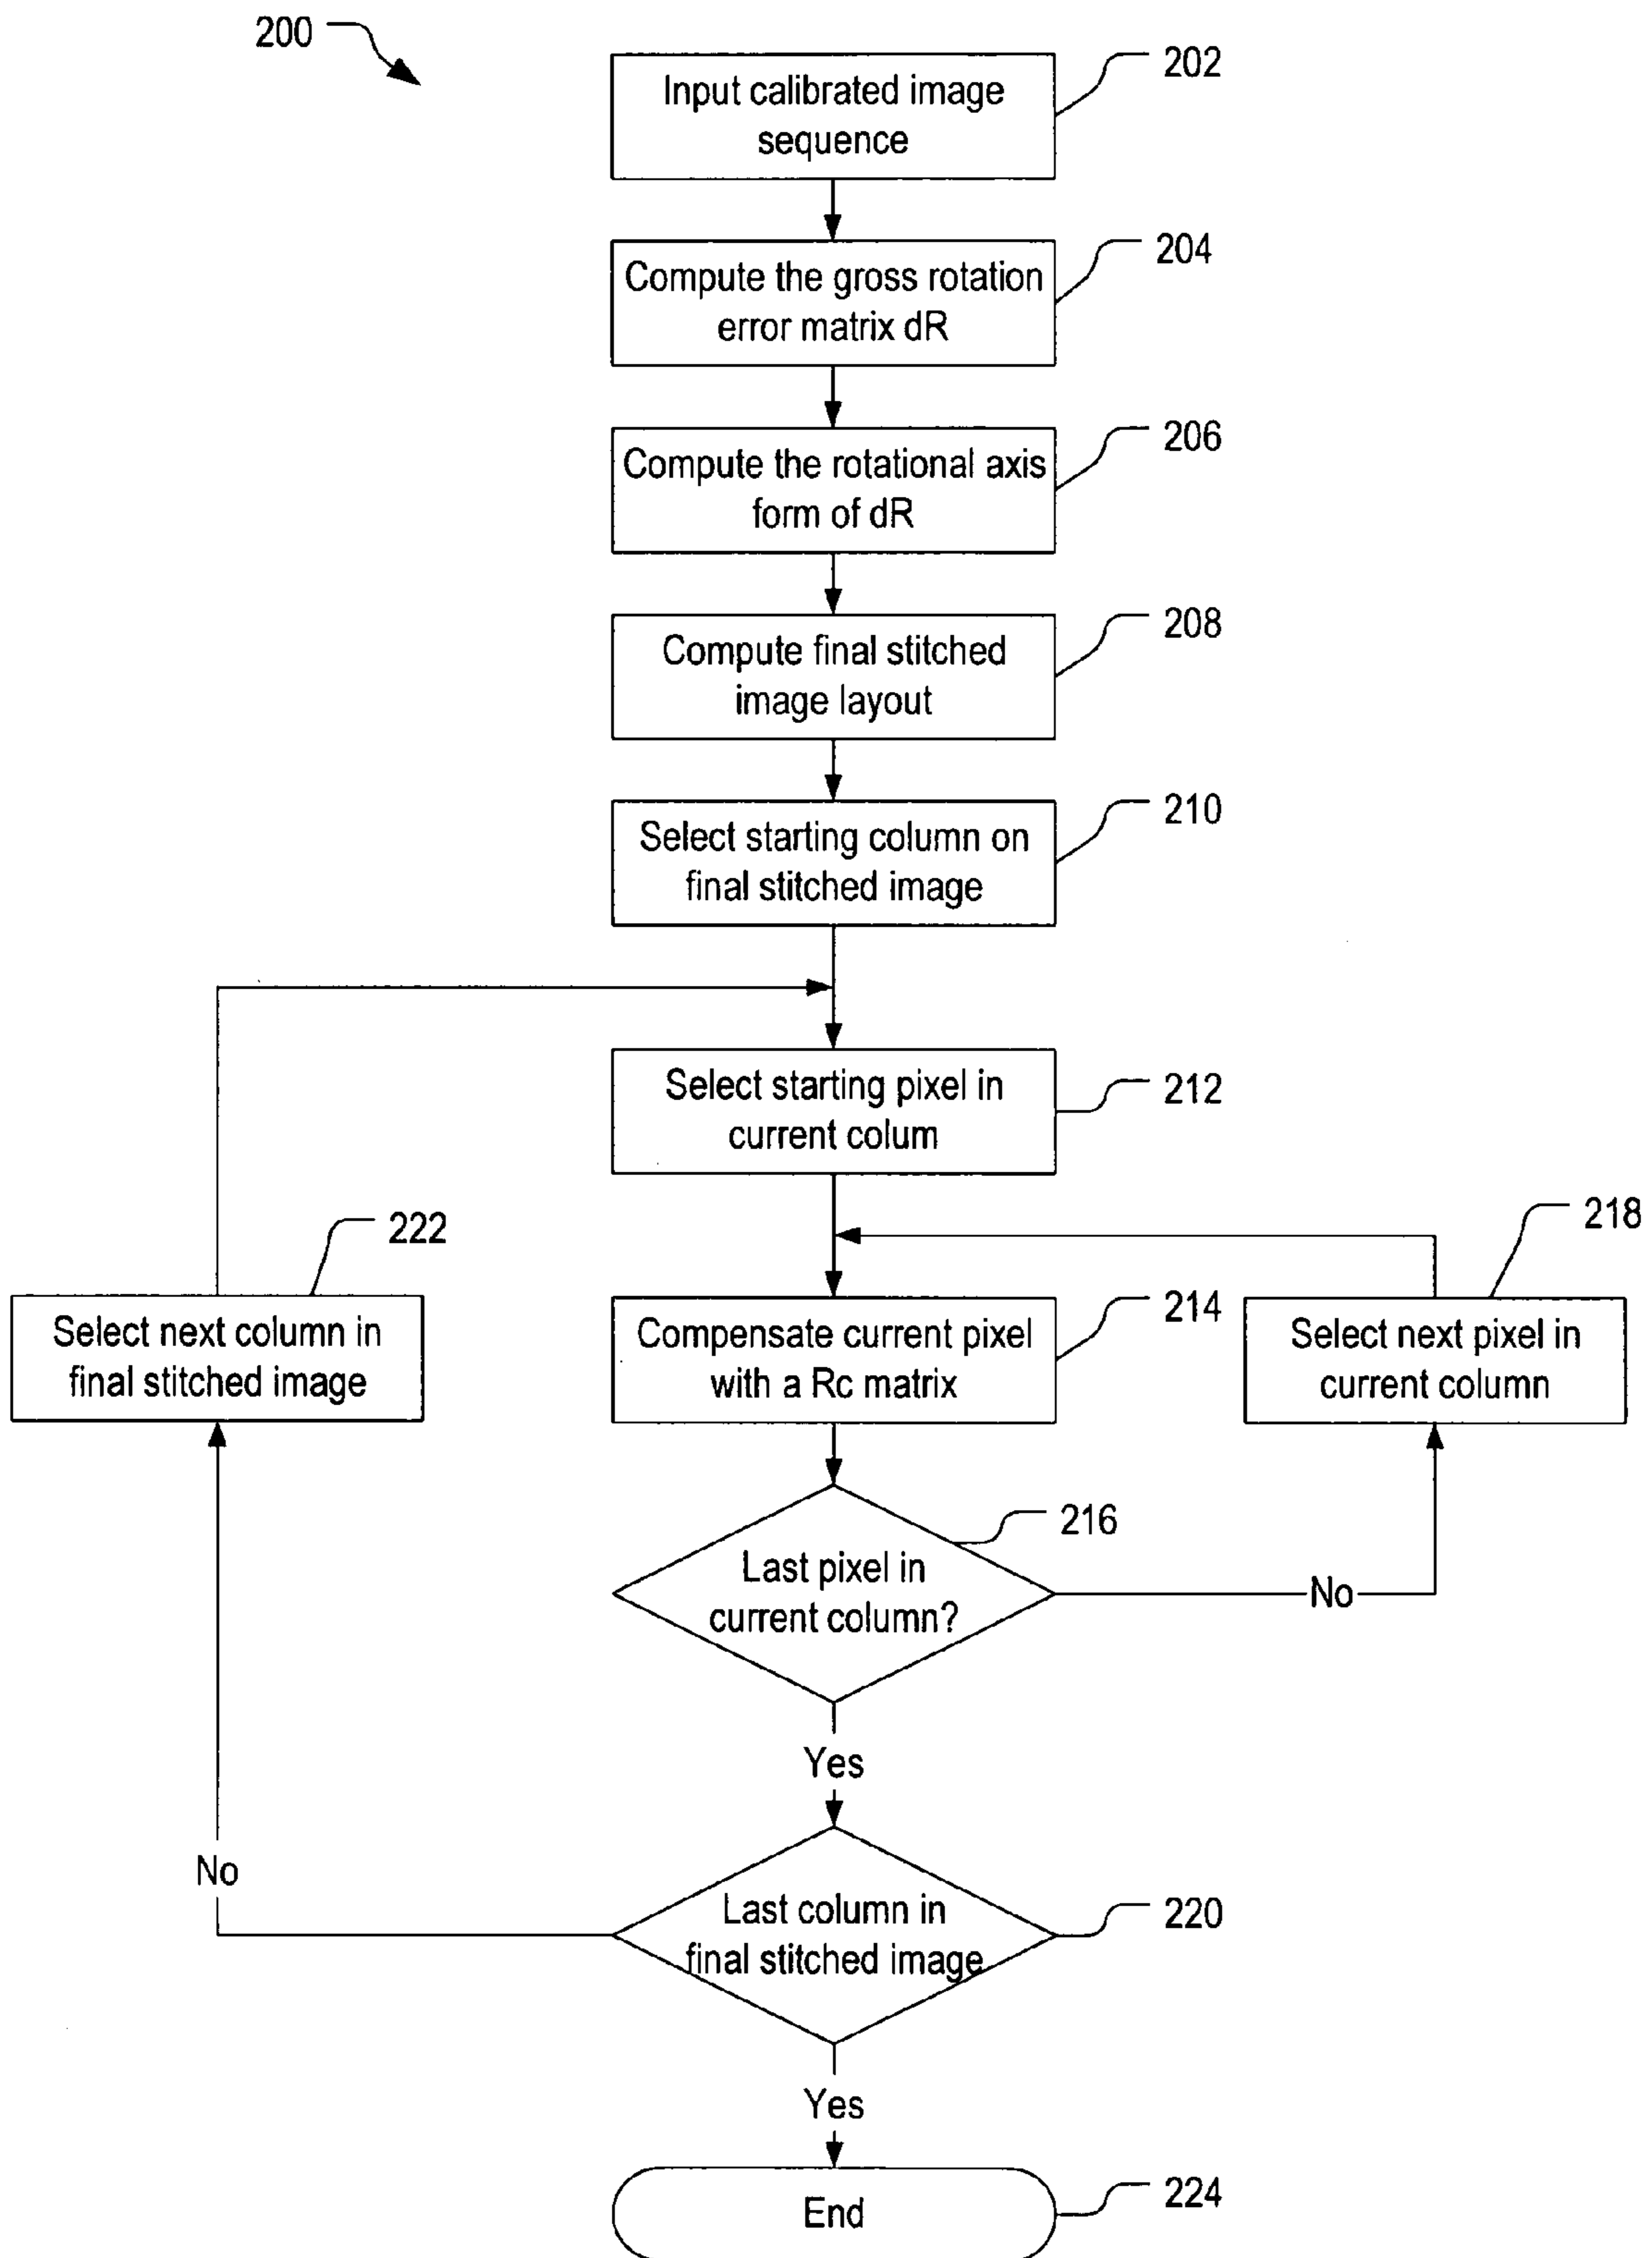 200
Input calibrated image
sequence
202
Compute the gross rotation
error matrix dR
204
Compute the rotational axis
form of dR
206
Compute final stitched
image layout
208
Select starting column on
final stitched image
210
Select starting pixel in
current colum
212
222
Select next column in
final stitched image
Compensate current pixel
with a Rc matrix
214
218
Select next pixel in
current column
Last pixel in
current column?
216
No
Yes
No
Last column in
final stitched image
220
Yes
End
224